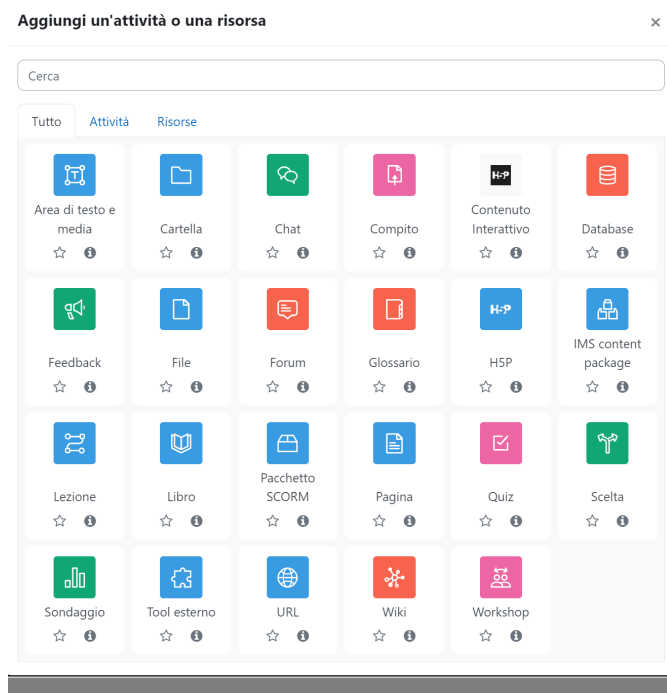 Aggiungi un'attività o una risorsa
Cerca
Tutto Attività Risorse
Area di testo e
media
Cartella
Chat
Compito
H-P
Contenuto
Interattivo
Database
Feedback
File
Forum
Glossario
H-P
H5P
IMS content
package
Lezione
Libro
Pacchetto
SCORM
Pagina
Quiz
Scelta
Sondaggio
Tool esterno
URL
Wiki
Workshop